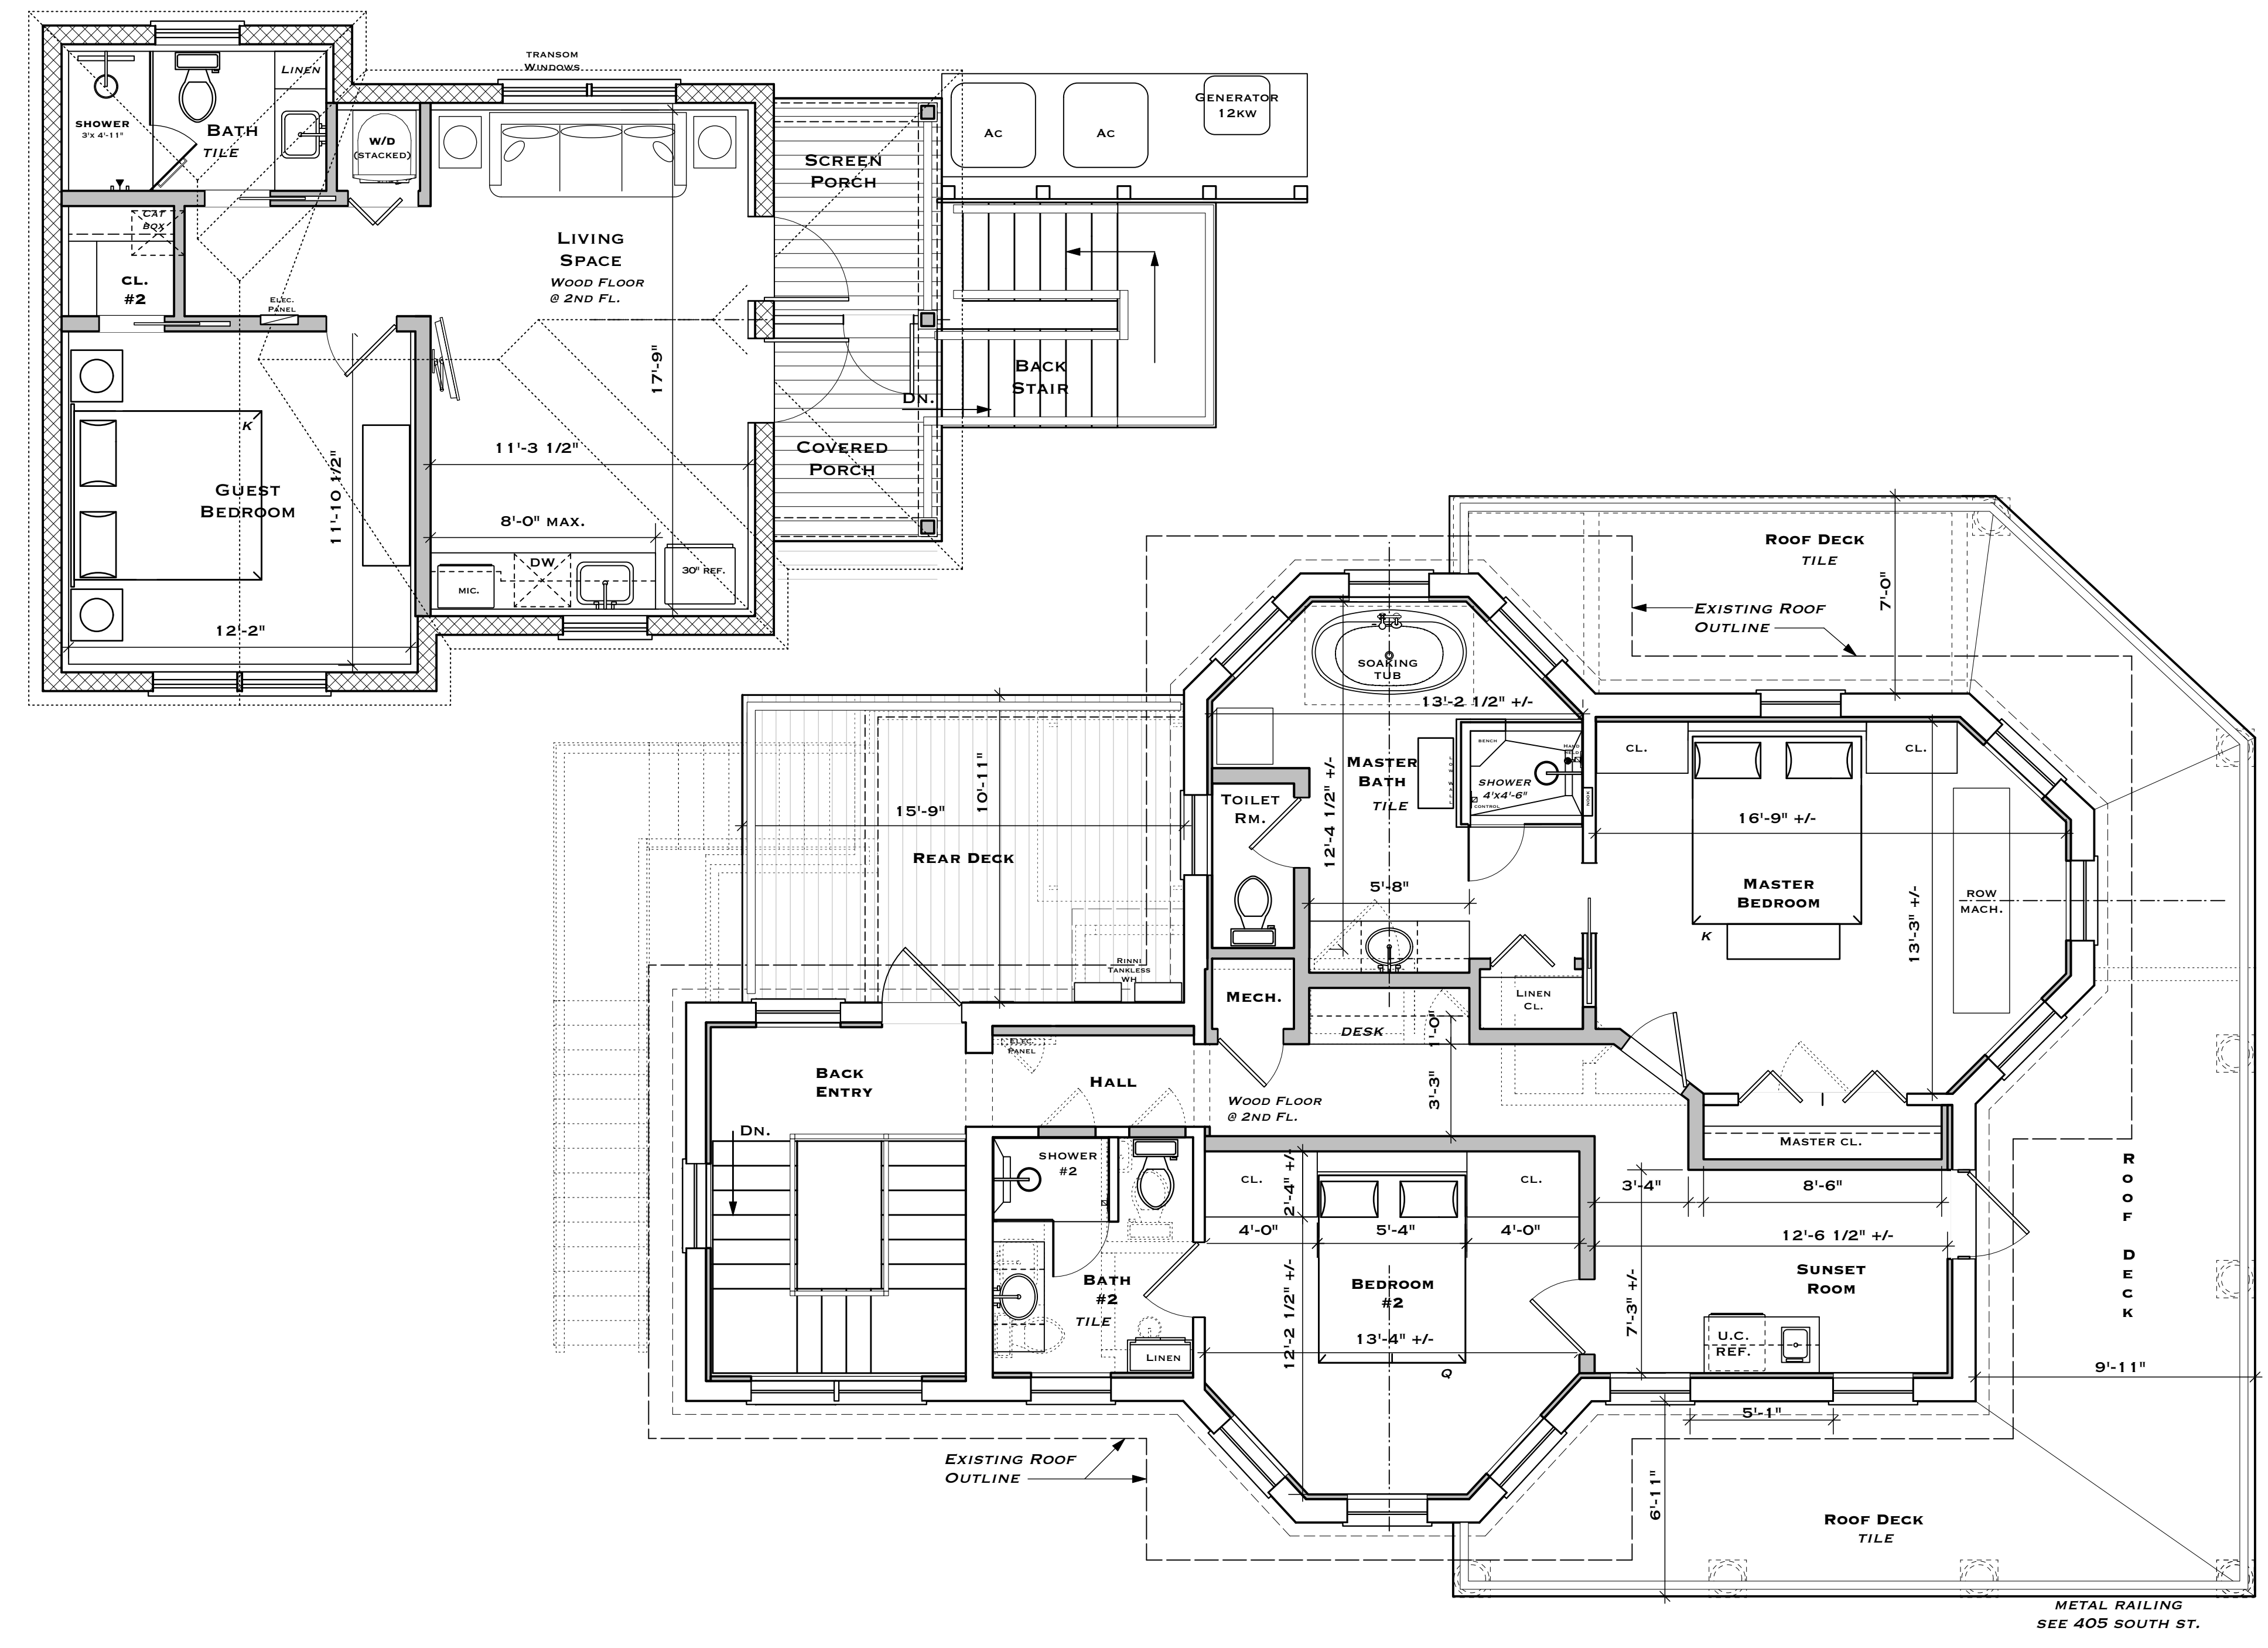 TRANSOM
WINDOWS
LINEN
SHOWER
3'x 4'-11"
BATH
TILE
W/D
(STACKED)
AC
AC
GENERATOR
12KW
SCREEN
PORCH
CAT
BOX
CL.
#2
ELEC.
PANEL
LIVING
SPACE
WOOD FLOOR
@ 2ND FL.
17'-9"
BACK
STAIR
DN.
K
11'-3 1/2"
COVERED
PORCH
GUEST
BEDROOM
11'-10 1/2"
8'-0" MAX.
MIC.
DW
30" REF.
12'-2"
ROOF DECK
TILE
7'-0"
EXISTING ROOF
OUTLINE
SOAKING
TUB
13'-2 1/2" +/-
10'-11"
15'-9"
REAR DECK
TOILET
RM.
12'-4 1/2" +/-
MASTER
BATH
TILE
BENCH
HAND
HELD
SHOWER
4'x4'-6"
CONTROL
NOOK
CL.
CL.
16'-9" +/-
MASTER
BEDROOM
13'-3" +/-
ROW
MACH.
K
5'-8"
RINNI
TANKLESS
WH
MECH.
DESK
1'-0"
LINEN
CL.
ELEC.
PANEL
BACK
ENTRY
HALL
WOOD FLOOR
@ 2ND FL.
3'-3"
DN.
SHOWER
#2
MASTER CL.
CL.
2'-4" +/-
CL.
3'-4"
8'-6"
4'-0"
5'-4"
4'-0"
12'-6 1/2" +/-
ROOF DECK
BATH
#2
TILE
LINEN
12'-2 1/2" +/-
BEDROOM
#2
13'-4" +/-
Q
7'-3" +/-
SUNSET
ROOM
U.C.
REF.
9'-11"
5'-1"
EXISTING ROOF
OUTLINE
6'-11"
ROOF DECK
TILE
METAL RAILING
SEE 405 SOUTH ST.